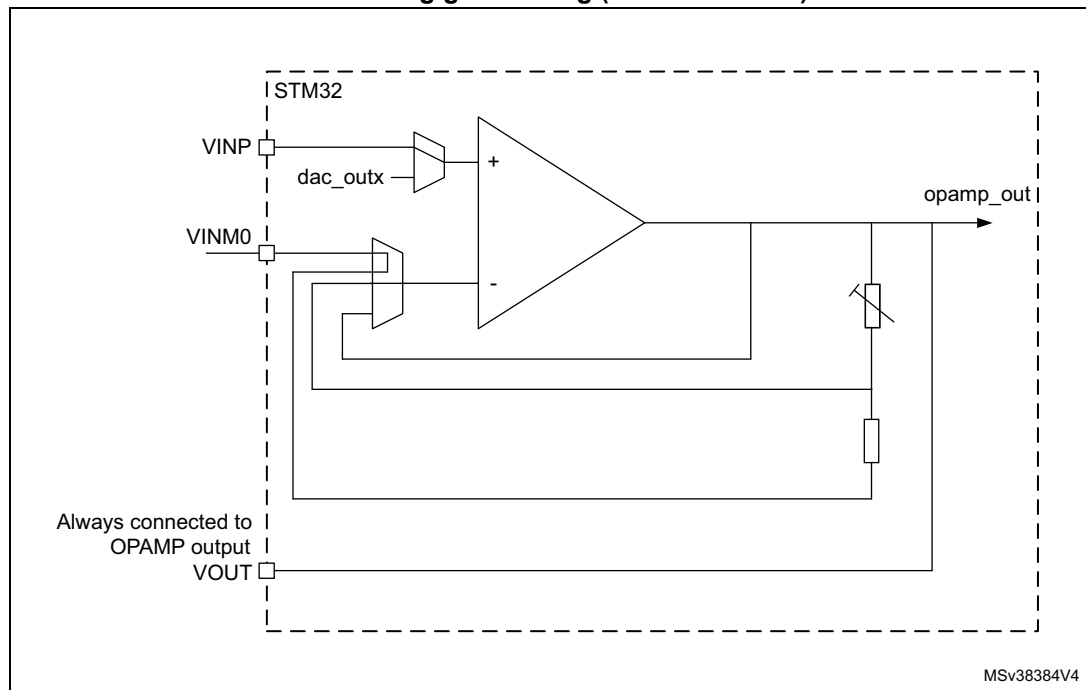 STM32
VINP
+
dac_outx
opamp_out
VINM0
-
Always connected to
OPAMP output
VOUT
MSv38384V4